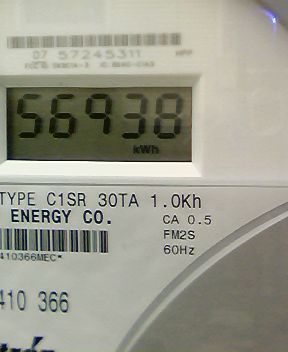 07 57245311
56938
kWh
TYPE C1SR 30TA 1.0Kh
ENERGY CO.
CA 0.5
FM2S
60Hz
410366MEC*
410 366